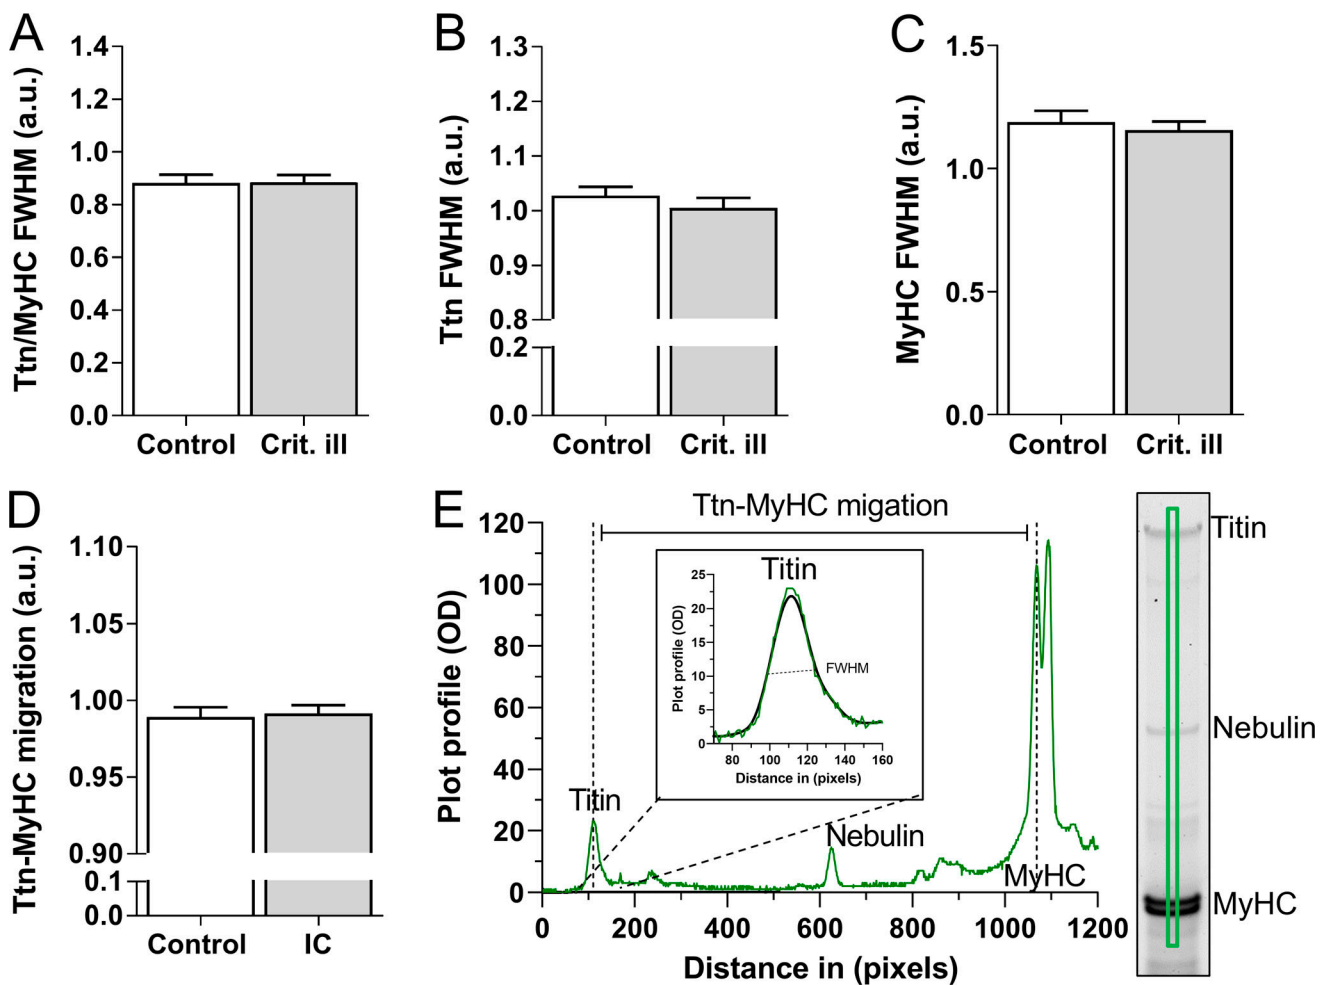 A
Ttn/MyHC FWHM (a.u.)
1.4
1.2
1.0
0.8
0.6
0.4
0.2
0.0
Control Crit. ill
B
Ttn FWHM (a.u.)
1.3
1.2
1.1
1.0
0.9
0.8
0.2
0.0
Control Crit. ill
C
MyHC FWHM (a.u.)
1.5
1.0
0.5
0.0
Control Crit. ill
D
Ttn-MyHC migration (a.u.)
1.10
1.05
1.00
0.95
0.90
0.1
0.0
Control IC
E
Ttn-MyHC migation
Plot profile (OD)
120
100
80
60
40
20
0
0 200 400 600 800 1000 1200
Distance in (pixels)
Titin
Nebulin
MyHC
Titin
Plot profile (OD)
25
20
15
10
5
0
FWHM
80 100 120 140 160
Distance in (pixels)
Titin
Nebulin
MyHC